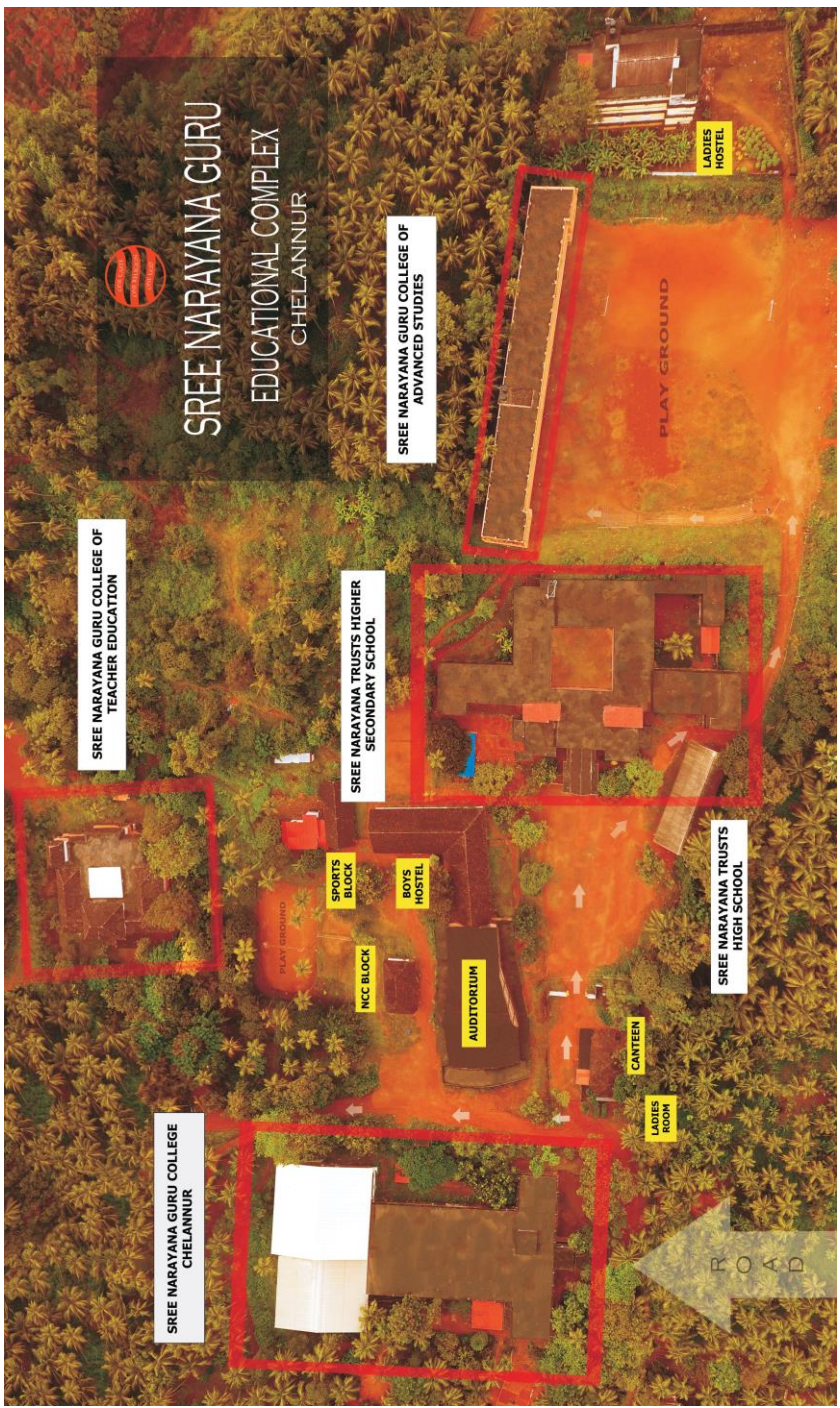 SREE NARAYANA GURU
EDUCATIONAL COMPLEX
CHELANNUR
SREE NARAYANA GURU COLLEGE
CHELANNUR
SREE NARAYANA GURU COLLEGE OF
TEACHER EDUCATION
SREE NARAYANA TRUSTS HIGHER
SECONDARY SCHOOL
SREE NARAYANA GURU COLLEGE OF
ADVANCED STUDIES
PLAY GROUND
SPORTS
BLOCK
NCC BLOCK
BOYS
HOSTEL
AUDITORIUM
CANTEEN
LADIES
ROOM
SREE NARAYANA TRUSTS
HIGH SCHOOL
PLAY GROUND
LADIES
HOSTEL
ROAD